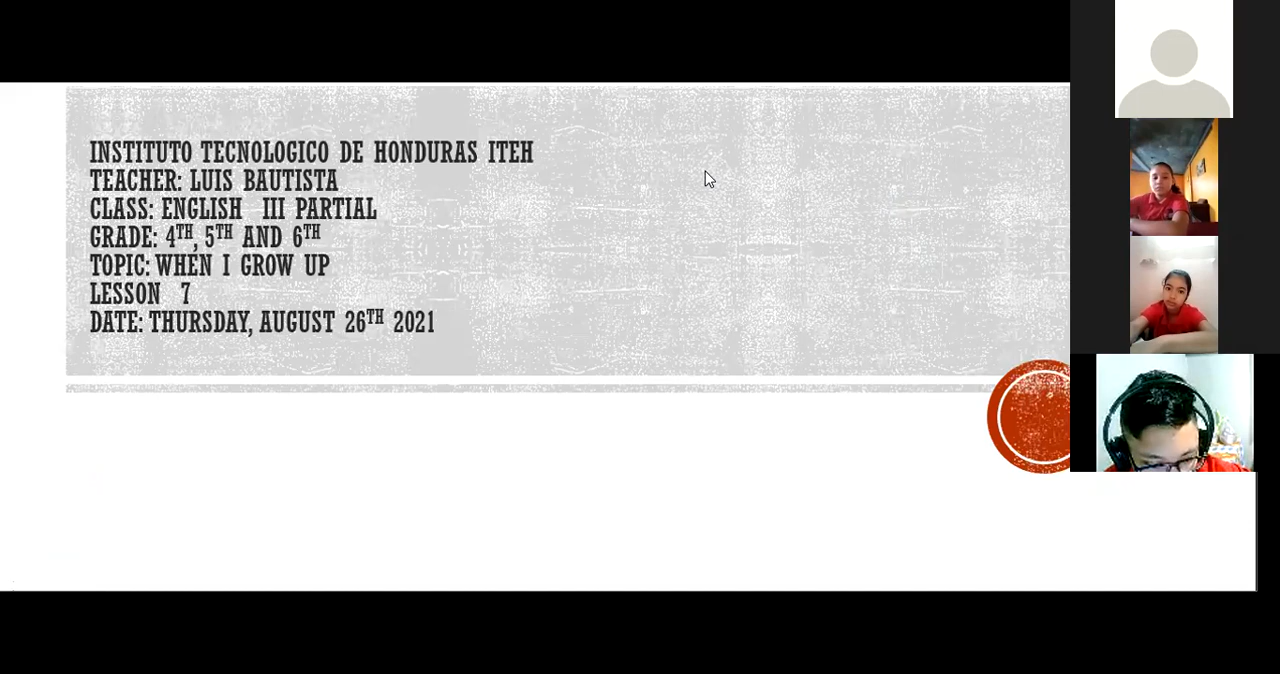 INSTITUTO TECNOLOGICO DE HONDURAS ITEH
TEACHER: LUIS BAUTISTA
CLASS: ENGLISH III PARTIAL
GRADE: 4TH, 5TH AND 6TH
TOPIC: WHEN I GROW UP
LESSON 7
DATE: THURSDAY, AUGUST 26TH 2021